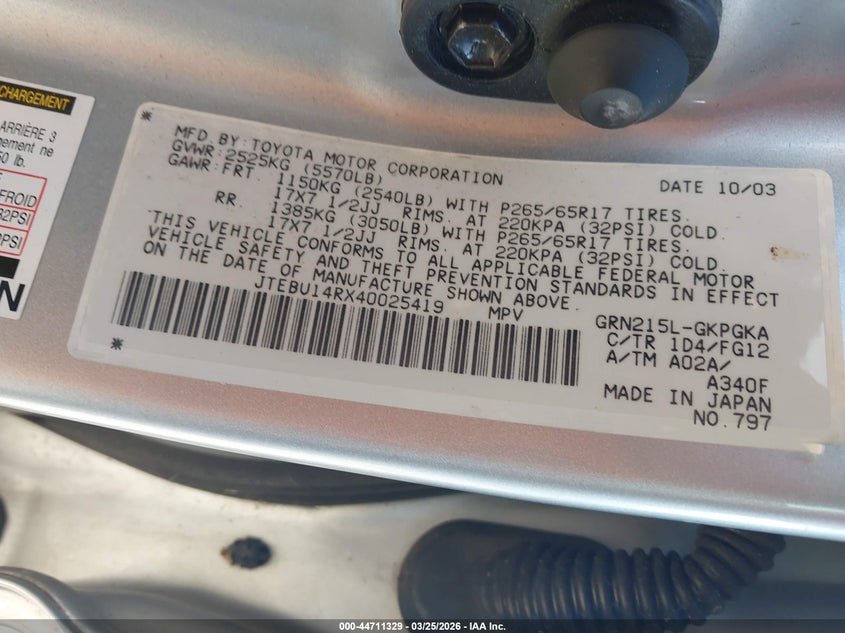 CHARGEMENT
ARRIÈRE 3
ement ne
50 lb.
FROID
32PSI
2PSI
N
* MFD BY:TOYOTA MOTOR CORPORATION DATE 10/03
GVWR:2525KG (5570LB)
GAWR:FRT 1150KG (2540LB) WITH P265/65R17 TIRES.
17X7 1/2JJ RIMS. AT 220KPA (32PSI) COLD.
RR. 1385KG (3050LB) WITH P265/65R17 TIRES.
17X7 1/2JJ RIMS. AT 220KPA (32PSI) COLD.
THIS VEHICLE CONFORMS TO ALL APPLICABLE FEDERAL MOTOR
VEHICLE SAFETY AND THEFT PREVENTION STANDARDS IN EFFECT
ON THE DATE OF MANUFACTURE SHOWN ABOVE.
JTEBU14RX40025419 MPV
GRN215L-GKPGKA
C/TR 1D4/FG12
A/TM A02A/
A340F
MADE IN JAPAN
* NO.797
000-44711329 / 03/25/2026 - IAA Inc.